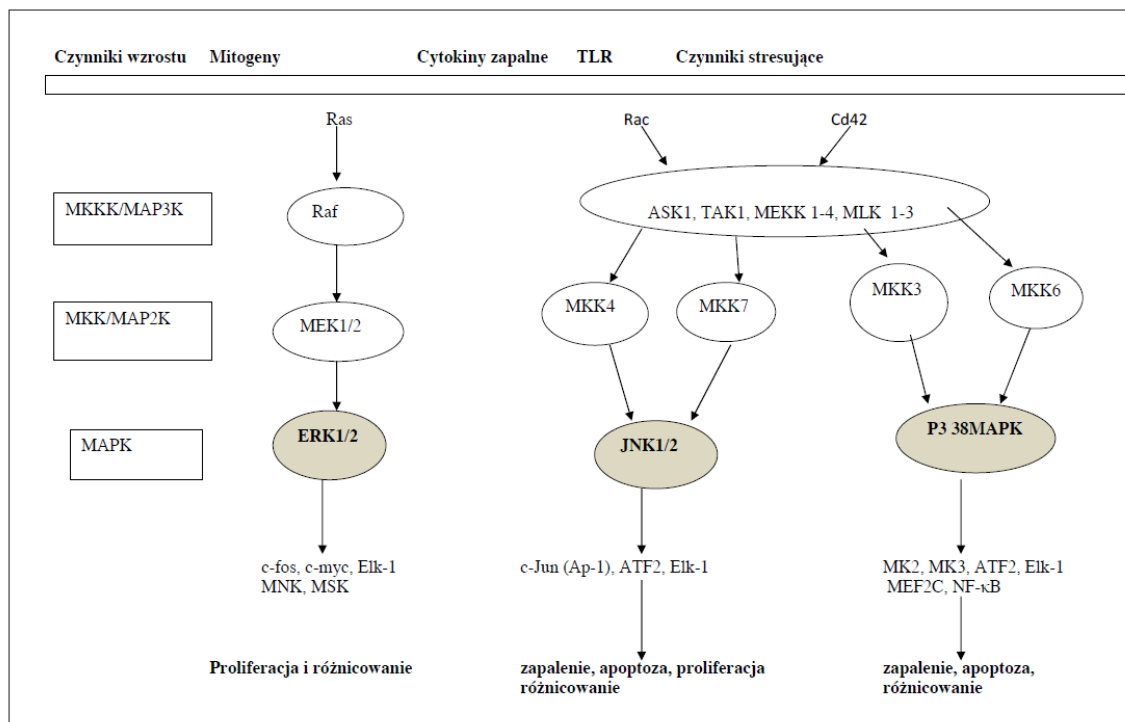 Czynniki wzrostu Mitogeny Cytokiny zapalne TLR Czynniki stresujące
Ras Rac Cd42
MKKK/MAP3K
Raf
ASK1, TAK1, MEKK 1-4, MLK 1-3
MKK/MAP2K
MEK1/2
MKK4
MKK7
MKK3
MKK6
MAPK
ERK1/2
JNK1/2
P3 38MAPK
c-fos, c-myc, Elk-1
MNK, MSK
c-Jun (Ap-1), ATF2, Elk-1
MK2, MK3, ATF2, Elk-1
MEF2C, NF-κB
Proliferacja i różnicowanie
zapalenie, apoptoza, proliferacja
różnicowanie
zapalenie, apoptoza,
różnicowanie